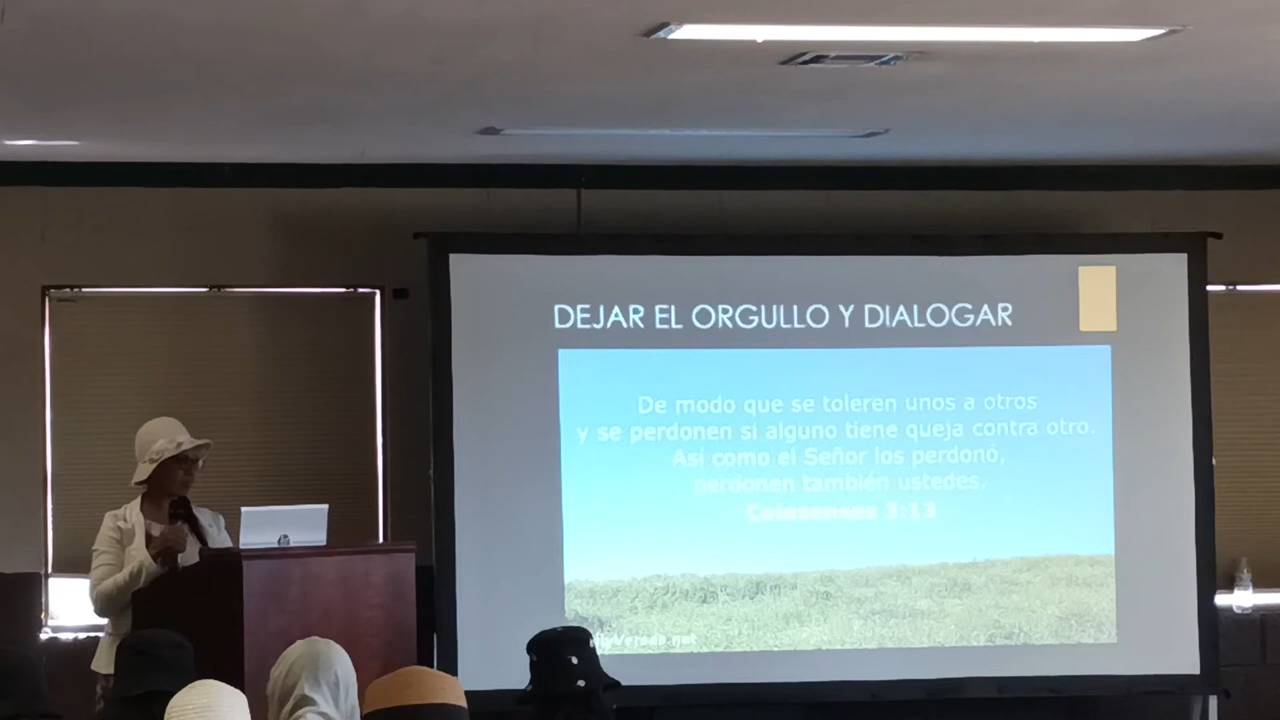 DEJAR EL ORGULLO Y DIALOGAR
De modo que se toleren unos a otros
y se perdonen si alguno tiene queja contra otro.
Así como el Señor los perdonó,
perdonen también ustedes.
Colosenses 3:13